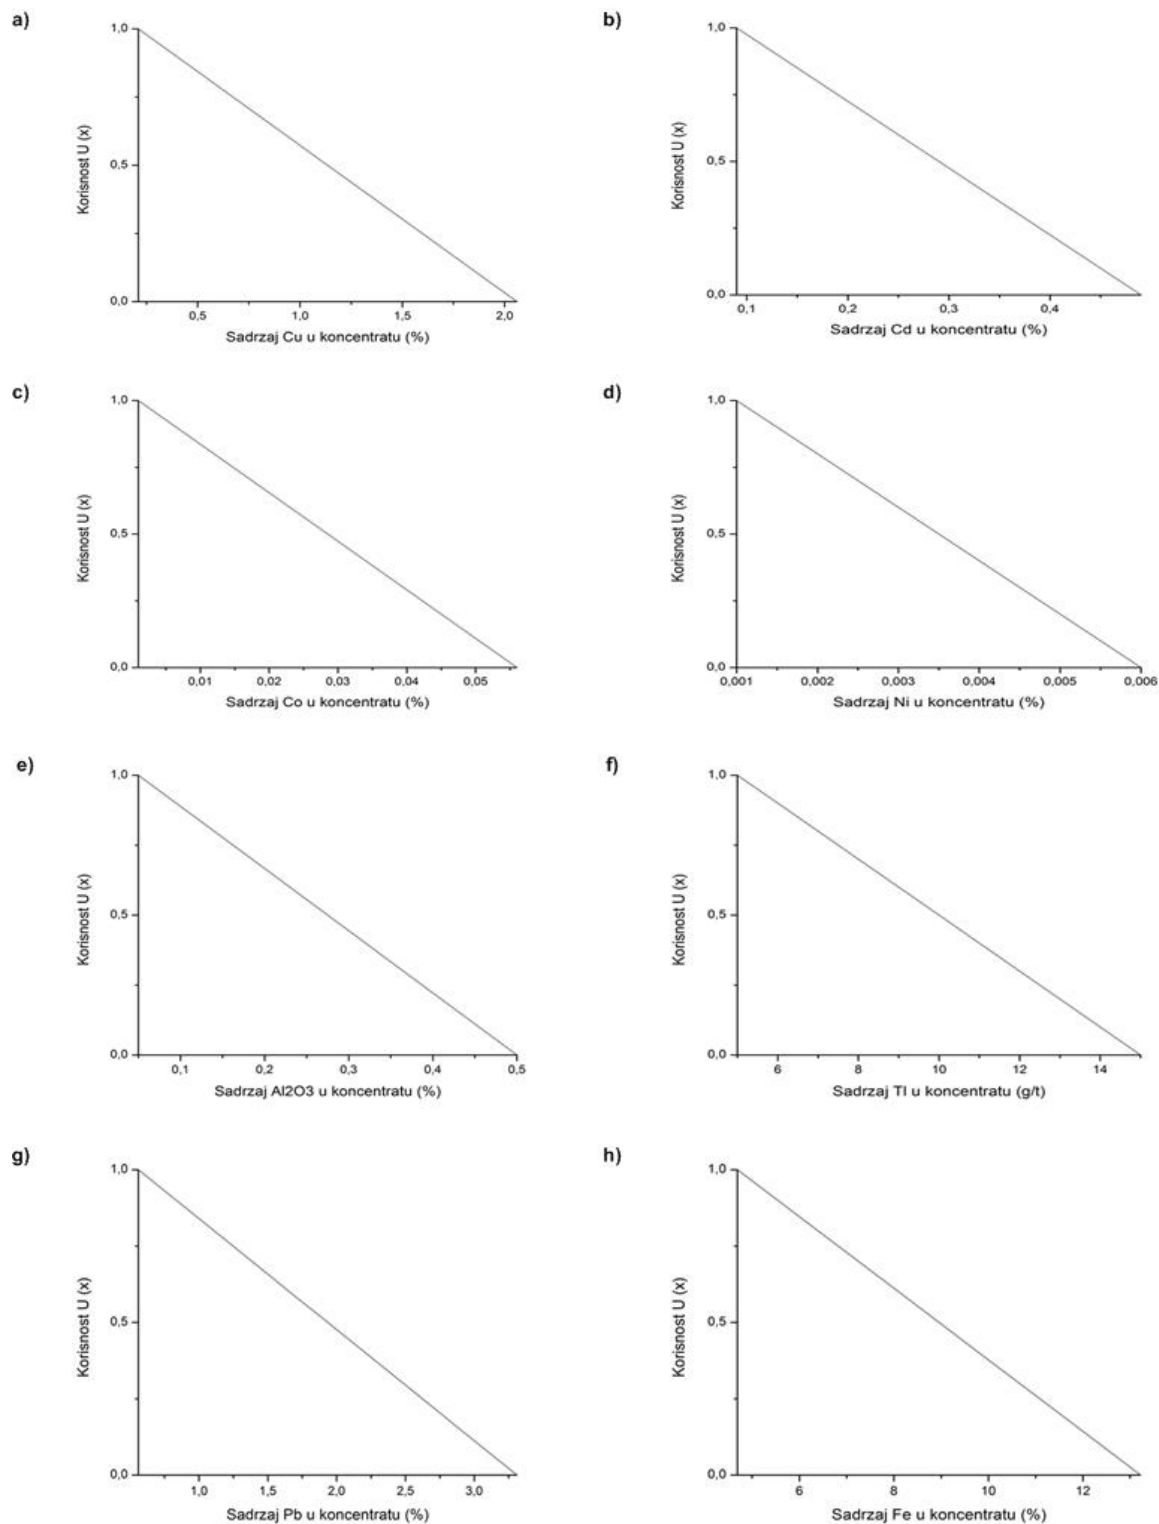 a)
1,0
0,5
0,0
Korisnost U (x)
0,5 1,0 1,5 2,0
Sadrzaj Cu u koncentratu (%)
b)
1,0
0,5
0,0
Korisnost U (x)
0,1 0,2 0,3 0,4
Sadrzaj Cd u koncentratu (%)
c)
1,0
0,5
0,0
Korisnost U (x)
0,01 0,02 0,03 0,04 0,05
Sadrzaj Co u koncentratu (%)
d)
1,0
0,5
0,0
Korisnost U (x)
0,001 0,002 0,003 0,004 0,005 0,006
Sadrzaj Ni u koncentratu (%)
e)
1,0
0,5
0,0
Korisnost U (x)
0,1 0,2 0,3 0,4 0,5
Sadrzaj Al2O3 u koncentratu (%)
f)
1,0
0,5
0,0
Korisnost U (x)
6 8 10 12 14
Sadrzaj Tl u koncentratu (g/t)
g)
1,0
0,5
0,0
Korisnost U (x)
1,0 1,5 2,0 2,5 3,0
Sadrzaj Pb u koncentratu (%)
h)
1,0
0,5
0,0
Korisnost U (x)
6 8 10 12
Sadrzaj Fe u koncentratu (%)